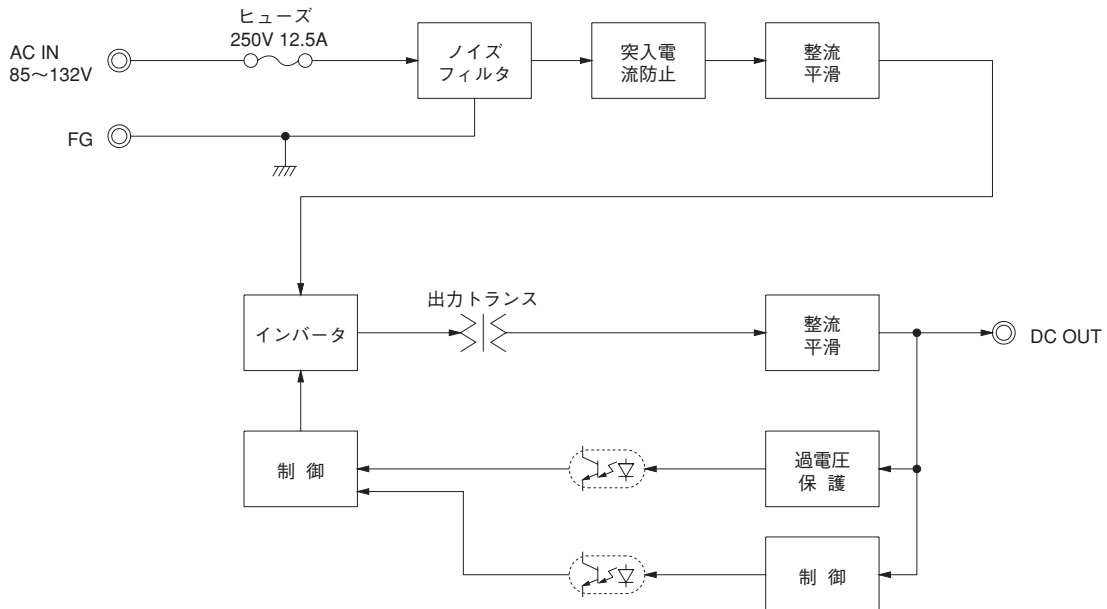 ヒューズ
250V 12.5A
AC IN
85～132V
ノイズ
フィルタ
突入電
流防止
整流
平滑
FG
インバータ
出力トランス
整流
平滑
DC OUT
制 御
過電圧
保 護
制 御